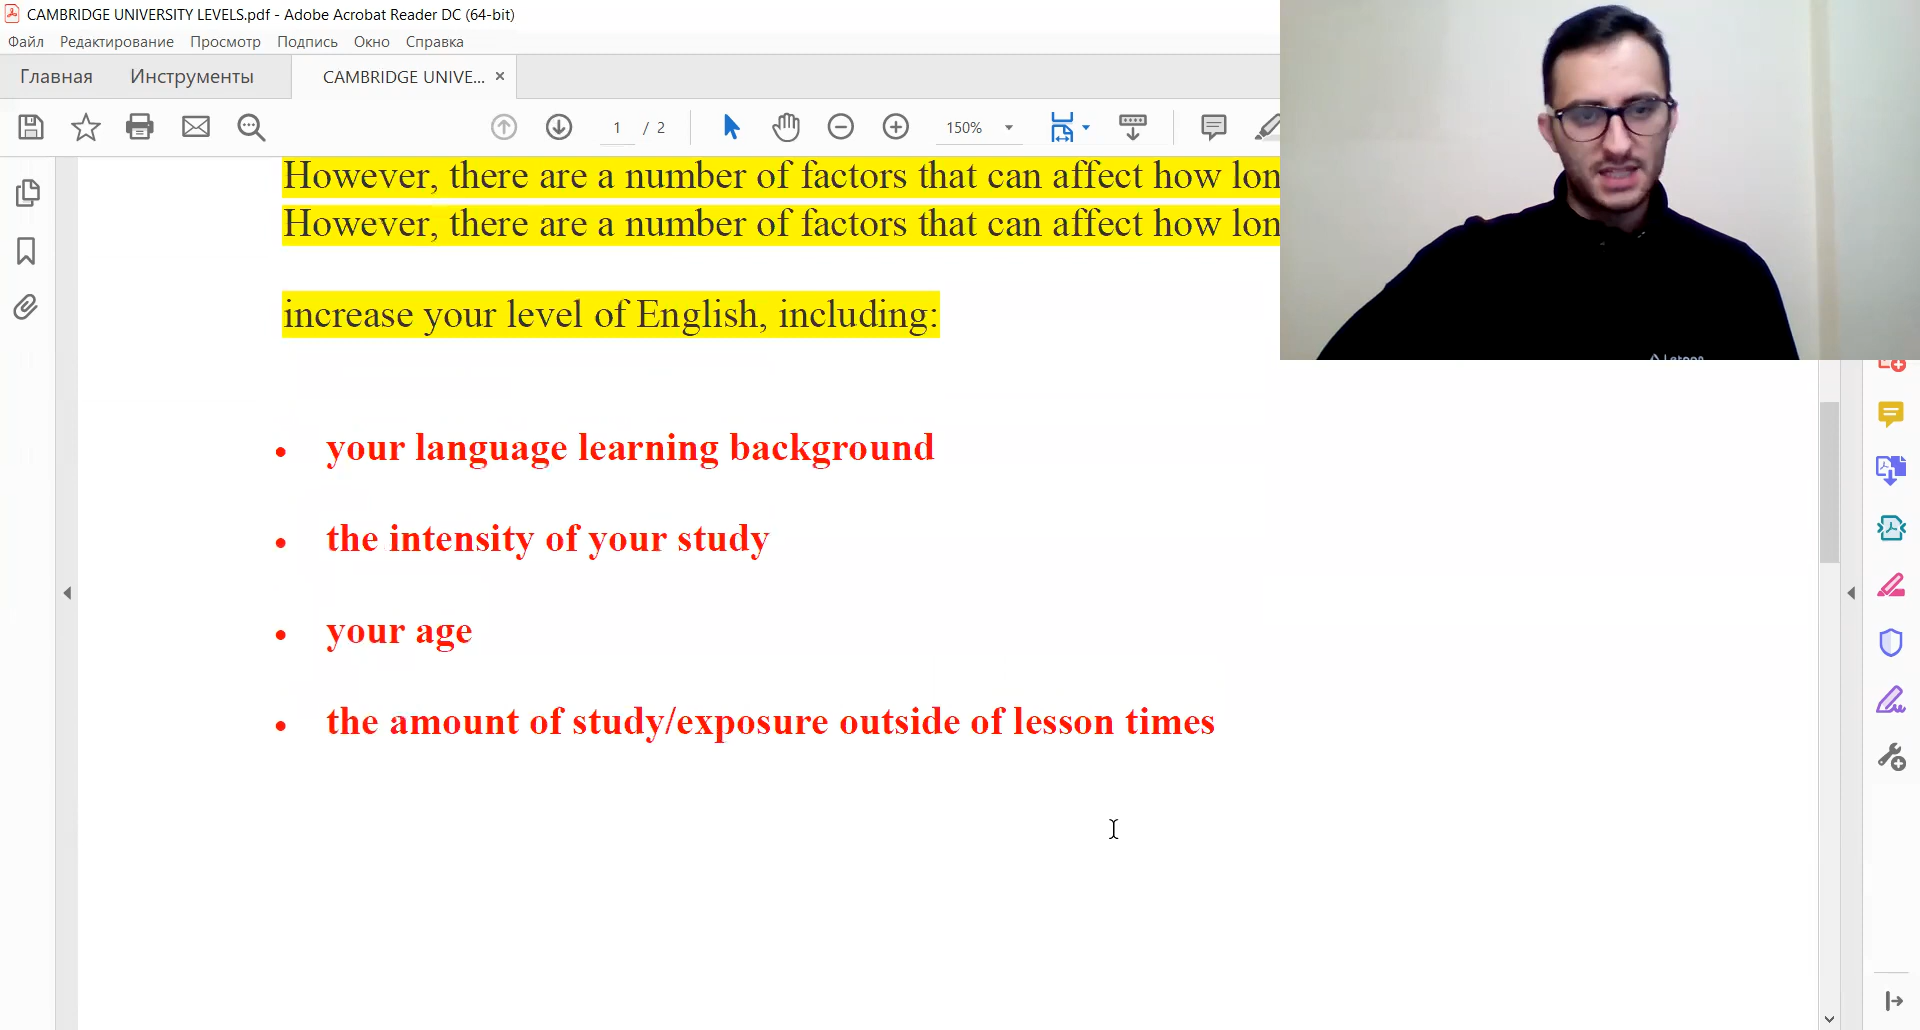 CAMBRIDGE UNIVERSITY LEVELS.pdf - Adobe Acrobat Reader DC (64-bit)
Файл Редактирование Просмотр Подпись Окно Справка
Главная Инструменты CAMBRIDGE UNIVE... ×
1 / 2 150%
However, there are a number of factors that can affect how lon
However, there are a number of factors that can affect how lon
increase your level of English, including:
• your language learning background
• the intensity of your study
• your age
• the amount of study/exposure outside of lesson times